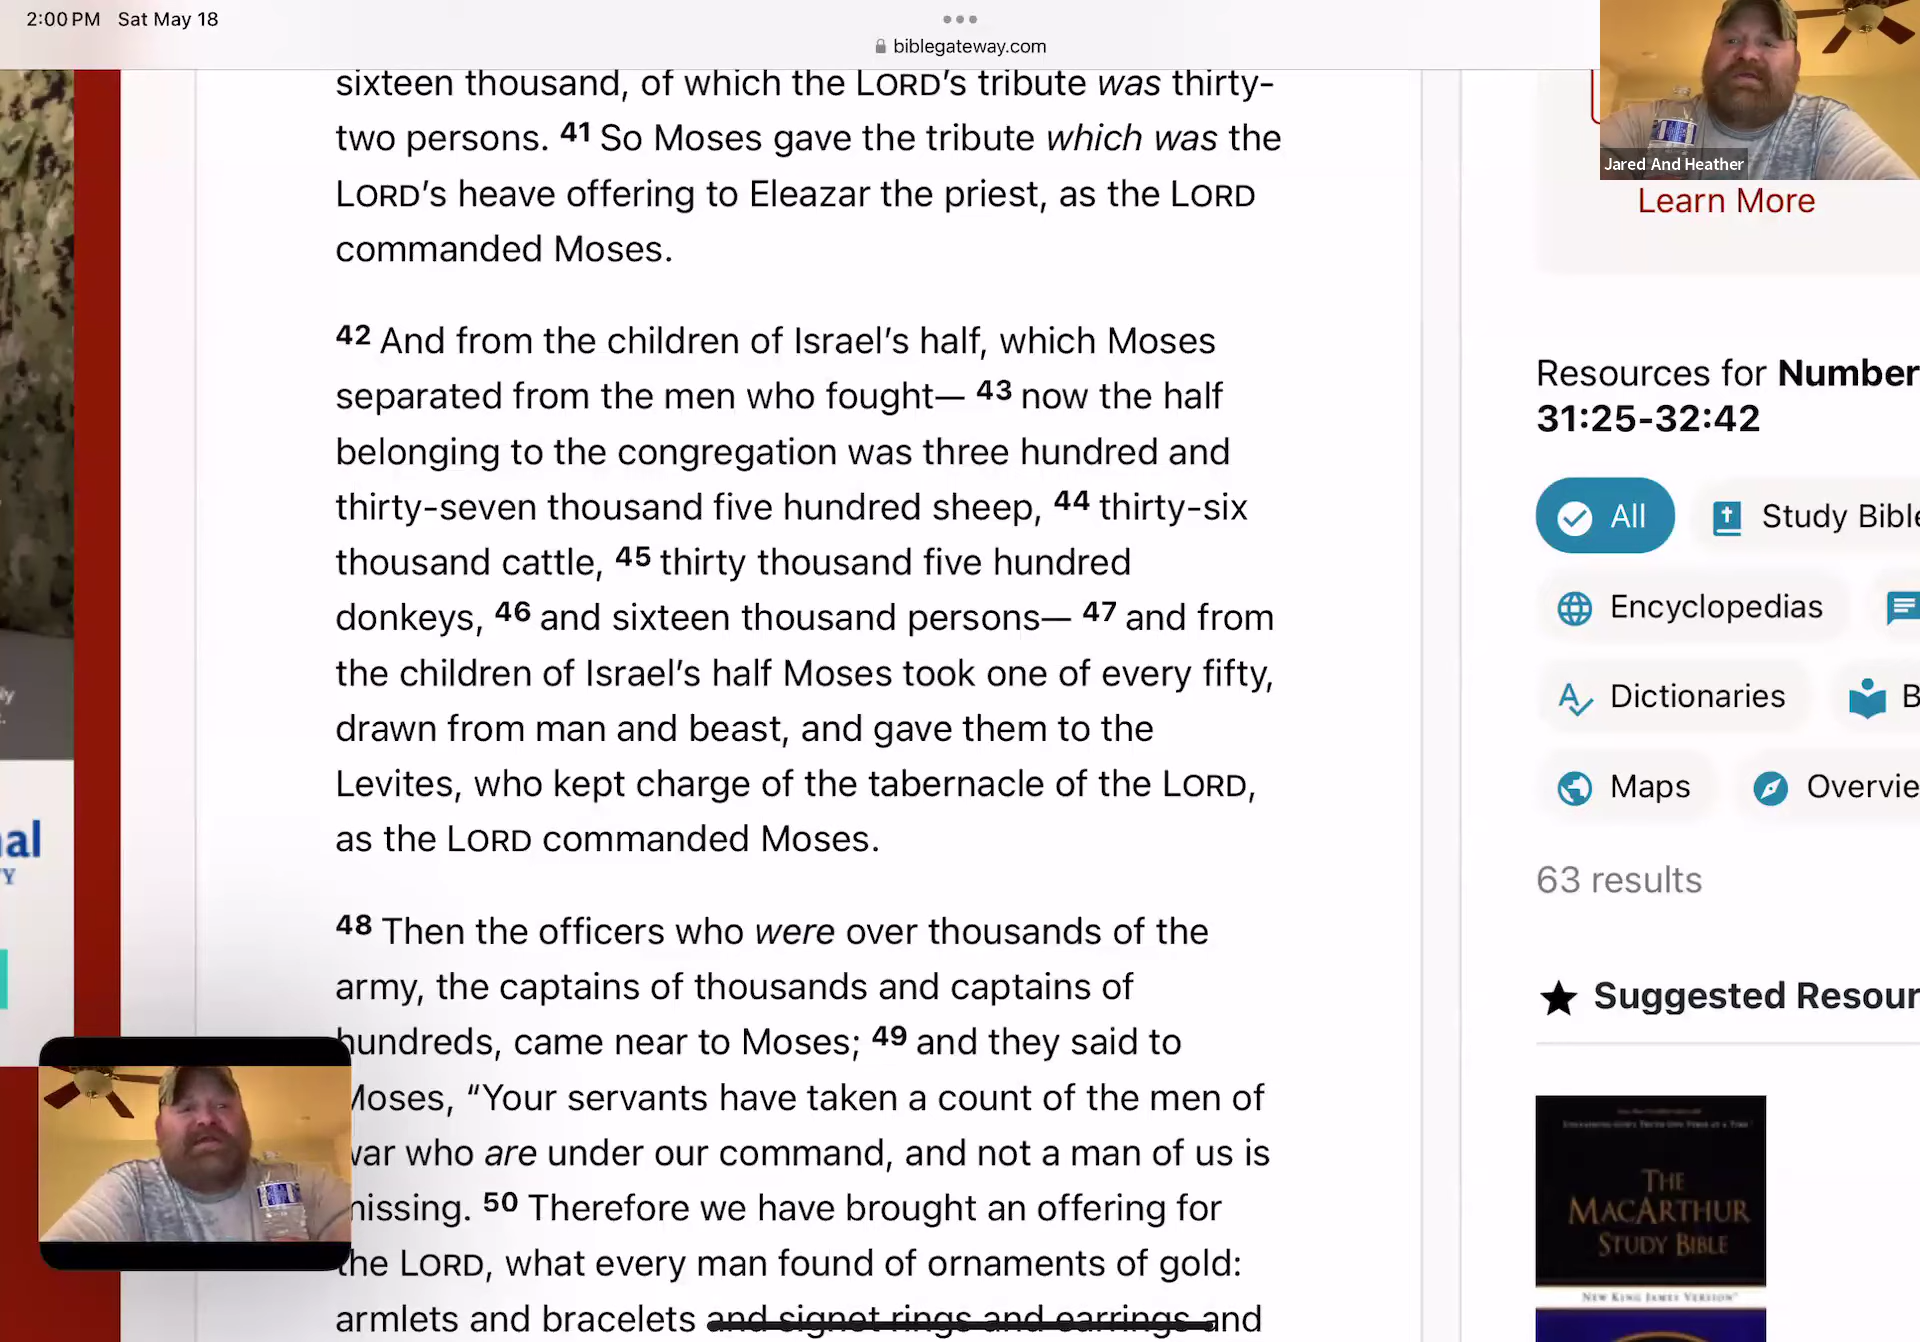 2:00 PM Sat May 18
biblegateway.com
sixteen thousand, of which the LORD’s tribute was thirty-
two persons. 41 So Moses gave the tribute which was the
LORD’s heave offering to Eleazar the priest, as the LORD
commanded Moses.
42 And from the children of Israel’s half, which Moses
separated from the men who fought— 43 now the half
belonging to the congregation was three hundred and
thirty-seven thousand five hundred sheep, 44 thirty-six
thousand cattle, 45 thirty thousand five hundred
donkeys, 46 and sixteen thousand persons— 47 and from
the children of Israel’s half Moses took one of every fifty,
drawn from man and beast, and gave them to the
Levites, who kept charge of the tabernacle of the LORD,
as the LORD commanded Moses.
48 Then the officers who were over thousands of the
army, the captains of thousands and captains of
hundreds, came near to Moses; 49 and they said to
Moses, “Your servants have taken a count of the men of
war who are under our command, and not a man of us is
missing. 50 Therefore we have brought an offering for
the LORD, what every man found of ornaments of gold:
armlets and bracelets and signet rings and earrings and
Jared And Heather
Learn More
Resources for Number
31:25-32:42
All
Study Bible
Encyclopedias
Dictionaries
B
Maps
Overvie
63 results
Suggested Resour
THE
MACARTHUR
STUDY BIBLE
NEW KING JAMES VERSION
al
Y